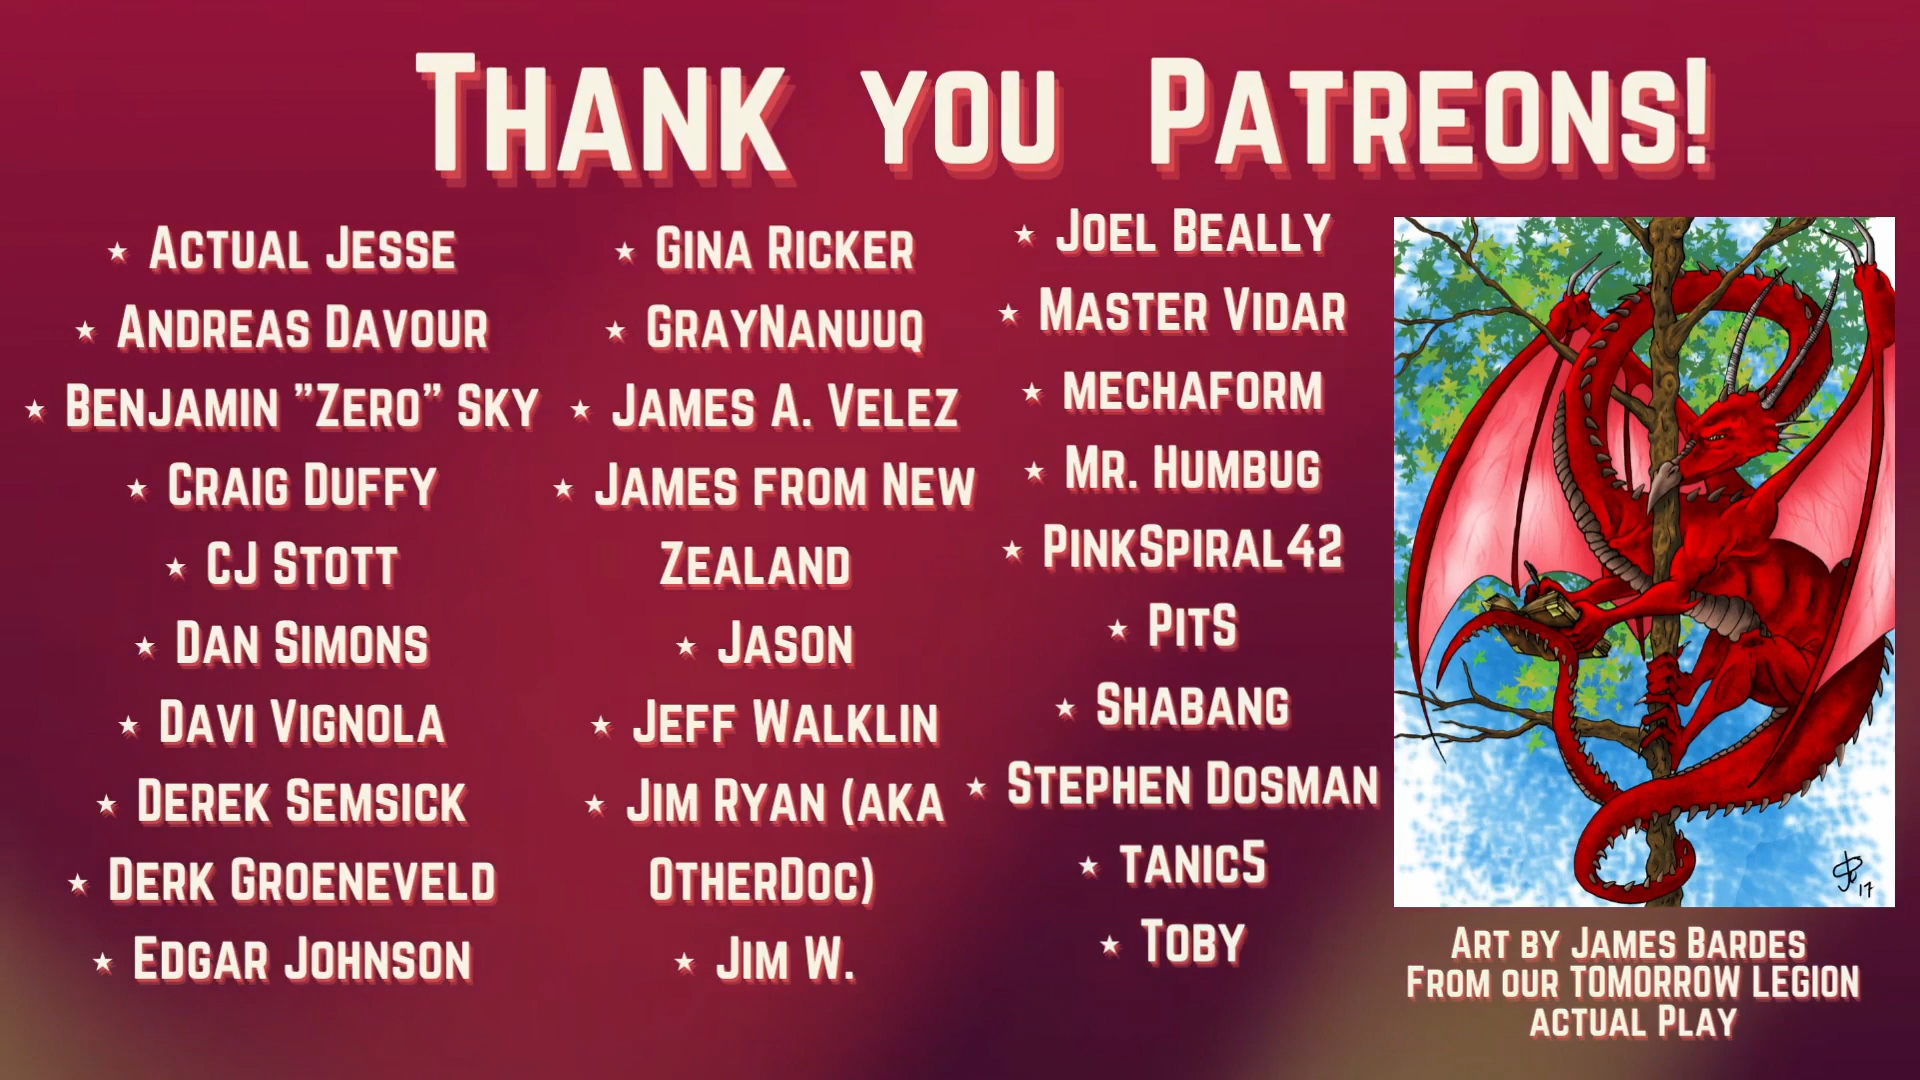 Thank you Patreons!
★ Actual Jesse
★ Andreas Davour
★ Benjamin "Zero" Sky
★ Craig Duffy
★ CJ Stott
★ Dan Simons
★ Davi Vignola
★ Derek Semsick
★ Derk Groeneveld
★ Edgar Johnson
★ Gina Ricker
★ GrayNanuuq
★ James A. Velez
★ James from New
Zealand
★ Jason
★ Jeff Walklin
★ Jim Ryan (aka
OtherDoc)
★ Jim W.
★ Joel Beally
★ Master Vidar
★ mechaform
★ Mr. Humbug
★ PinkSpiral42
★ PitS
★ Shabang
★ Stephen Dosman
★ tanic5
★ Toby
17
Art by James Bardes
From our TOMORROW LEGION
actual Play